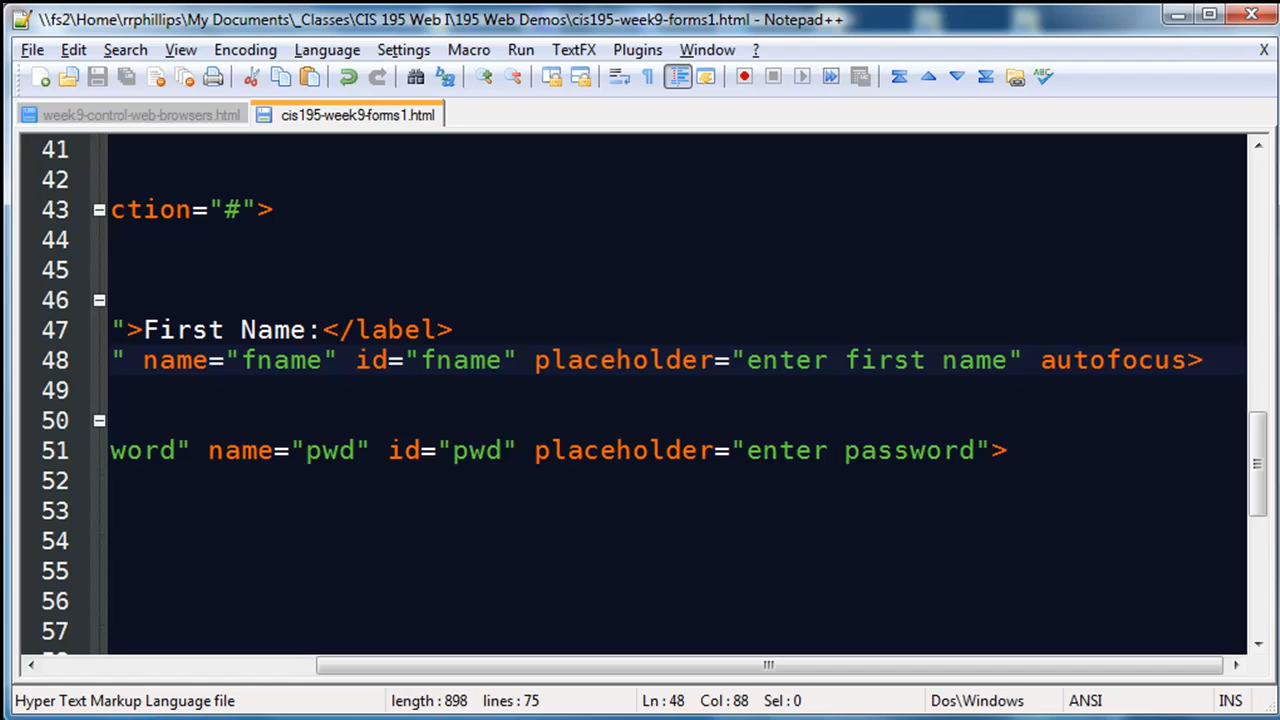 \\fs2\Home\rrphillips\My Documents\_Classes\CIS 195 Web I\195 Web Demos\cis195-week9-forms1.html - Notepad++
File Edit Search View Encoding Language Settings Macro Run TextFX Plugins Window ? X
week9-control-web-browsers.html cis195-week9-forms1.html
41
42
43 ction="#">
44
45
46
47 ">First Name:</label>
48 " name="fname" id="fname" placeholder="enter first name" autofocus>
49
50
51 word" name="pwd" id="pwd" placeholder="enter password">
52
53
54
55
56
57
Hyper Text Markup Language file length : 898 lines : 75 Ln : 48 Col : 88 Sel : 0 Dos\Windows ANSI INS